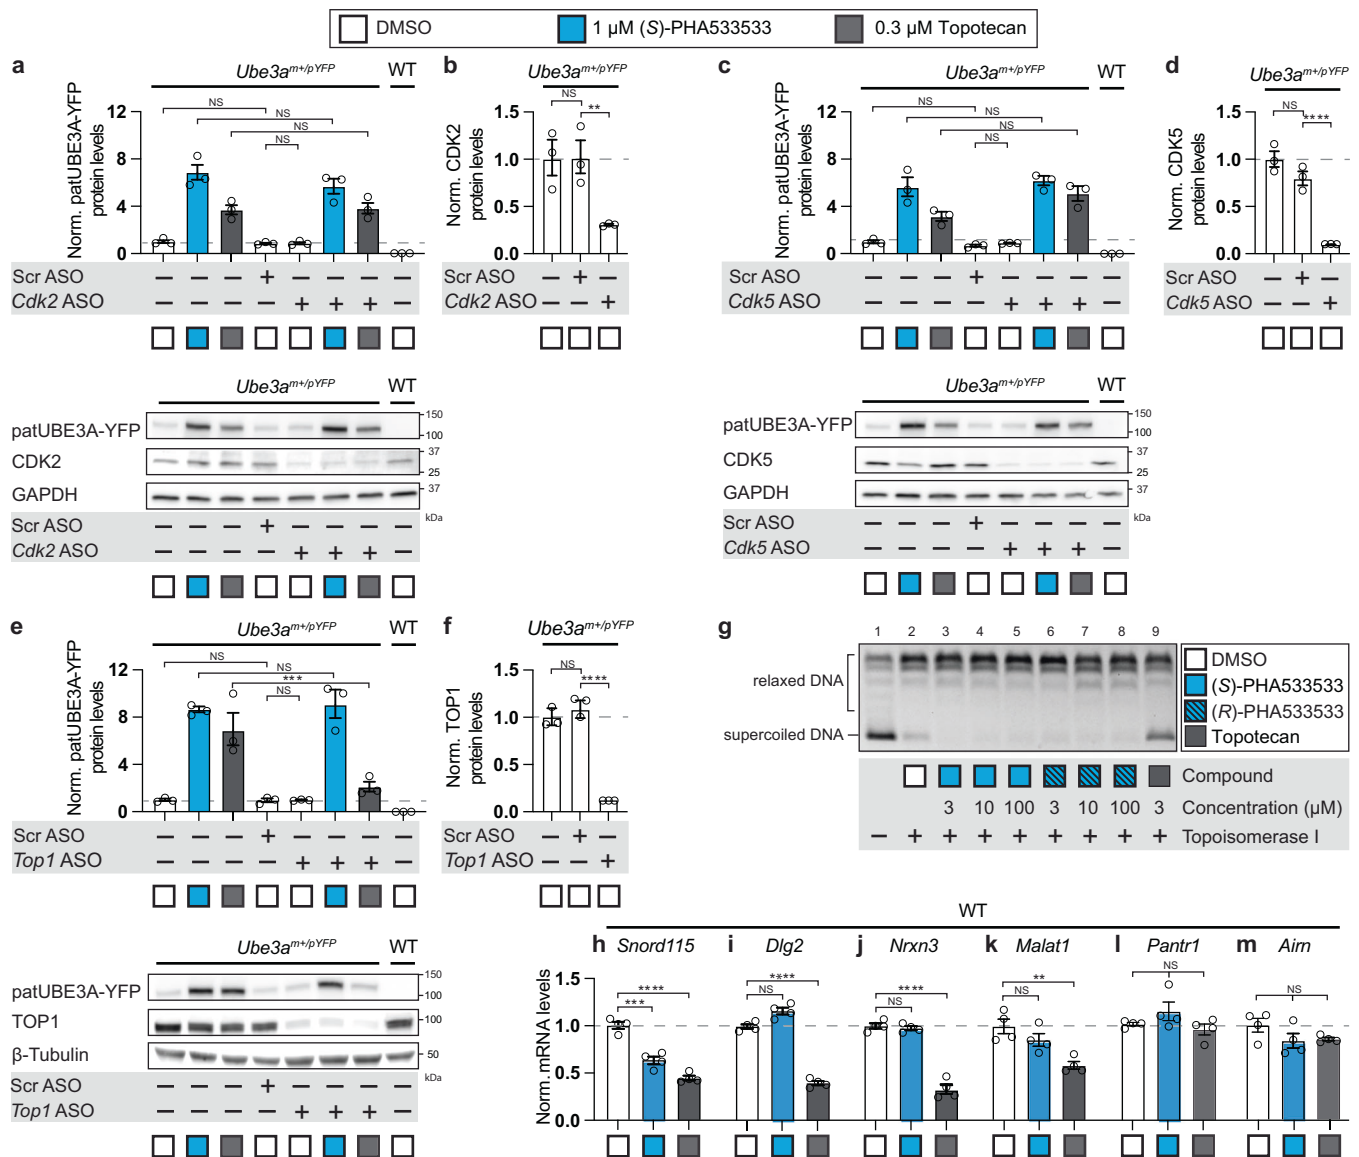 DMSO 1 µM (S)-PHA533533 0.3 µM Topotecan
a
Ube3a^m+/pYFP WT
Norm. patUBE3A-YFP
protein levels
12
8
4
0
NS
NS
NS
NS
Scr ASO − − − + − − − −
Cdk2 ASO − − − − + + + −
Ube3a^m+/pYFP WT
patUBE3A-YFP
150
100
CDK2
37
25
GAPDH
37
kDa
Scr ASO − − − + − − − −
Cdk2 ASO − − − − + + + −
b
Ube3a^m+/pYFP
Norm. CDK2
protein levels
1.5
1.0
0.5
0.0
NS
**
Scr ASO − + −
Cdk2 ASO − − +
c
Ube3a^m+/pYFP WT
Norm. patUBE3A-YFP
protein levels
12
8
4
0
NS
NS
NS
NS
Scr ASO − − − + − − − −
Cdk5 ASO − − − − + + + −
Ube3a^m+/pYFP WT
patUBE3A-YFP
150
100
CDK5
37
25
GAPDH
37
kDa
Scr ASO − − − + − − − −
Cdk5 ASO − − − − + + + −
d
Ube3a^m+/pYFP
Norm. CDK5
protein levels
1.5
1.0
0.5
0.0
NS
****
Scr ASO − + −
Cdk5 ASO − − +
e
Ube3a^m+/pYFP WT
Norm. patUBE3A-YFP
protein levels
12
8
4
0
NS
NS
***
NS
Scr ASO − − − + − − − −
Top1 ASO − − − − + + + −
Ube3a^m+/pYFP WT
patUBE3A-YFP
150
100
TOP1
100
β-Tubulin
50
kDa
Scr ASO − − − + − − − −
Top1 ASO − − − − + + + −
f
Ube3a^m+/pYFP
Norm. TOP1
protein levels
1.5
1.0
0.5
0.0
NS
****
Scr ASO − + −
Top1 ASO − − +
g
1 2 3 4 5 6 7 8 9
relaxed DNA
supercoiled DNA
DMSO
(S)-PHA533533
(R)-PHA533533
Topotecan
Compound
3 10 100 3 10 100 3 Concentration (µM)
− + + + + + + + + Topoisomerase I
WT
h Snord115 i Dlg2 j Nrxn3 k Malat1 l Pantr1 m Airn
Norm.mRNA levels
1.5
1.0
0.5
0.0
****
***
****
NS
****
NS
**
NS
NS
NS